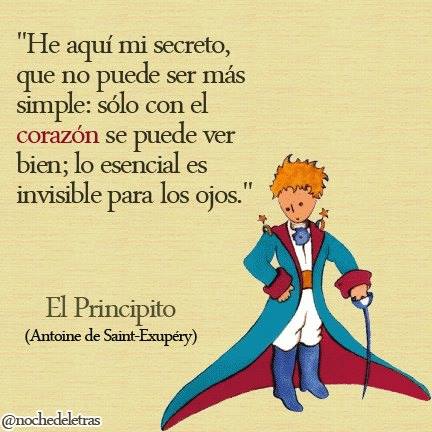 "He aquí mi secreto,
que no puede ser más
simple: sólo con el
corazón se puede ver
bien; lo esencial es
invisible para los ojos."
El Principito
(Antoine de Saint-Exupéry)
@nochedeletras